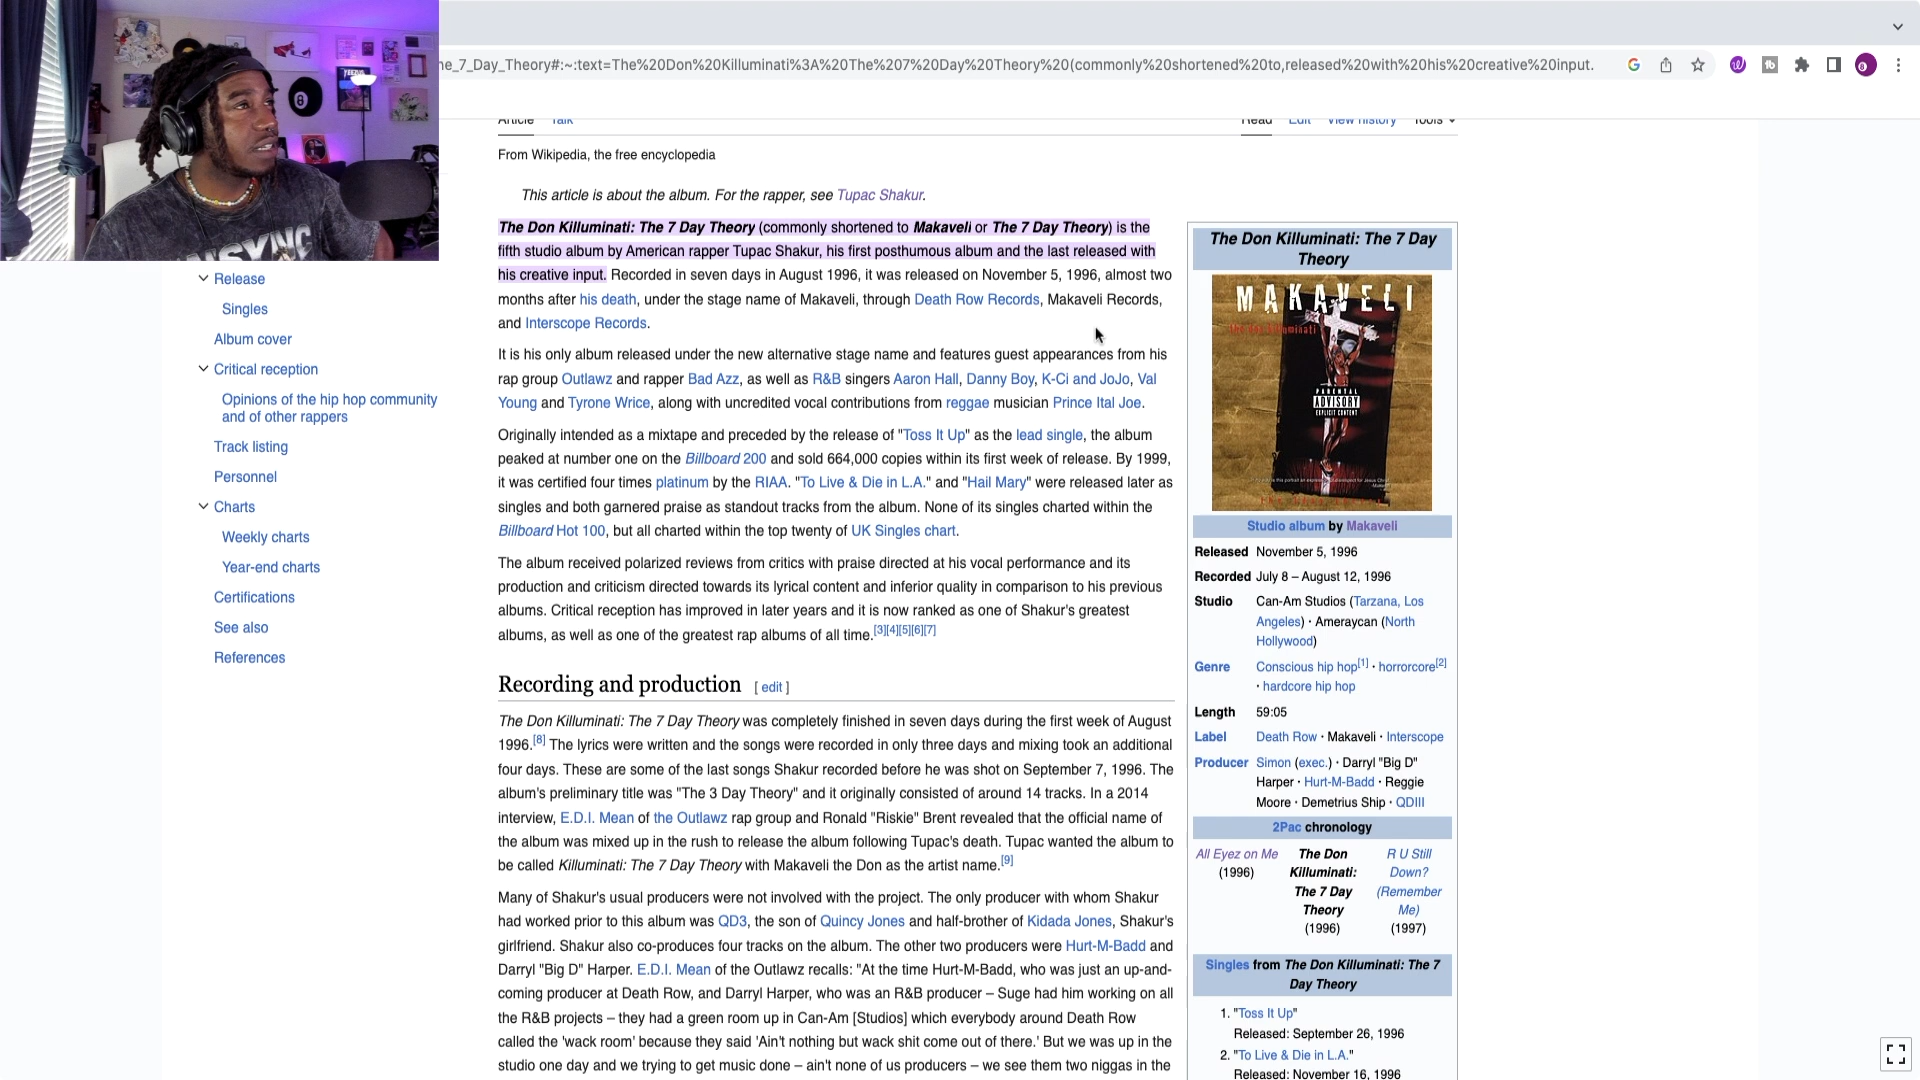 ne_7_Day_Theory#:~:text=The%20Don%20Killuminati%3A%20The%207%20Day%20Theory%20(commonly%20shortened%20to,released%20with%20his%20creative%20input.
Article Talk
Read Edit View history Tools
From Wikipedia, the free encyclopedia
This article is about the album. For the rapper, see Tupac Shakur.
The Don Killuminati: The 7 Day Theory (commonly shortened to Makaveli or The 7 Day Theory) is the
fifth studio album by American rapper Tupac Shakur, his first posthumous album and the last released with
his creative input. Recorded in seven days in August 1996, it was released on November 5, 1996, almost two
months after his death, under the stage name of Makaveli, through Death Row Records, Makaveli Records,
and Interscope Records.
It is his only album released under the new alternative stage name and features guest appearances from his
rap group Outlawz and rapper Bad Azz, as well as R&B singers Aaron Hall, Danny Boy, K-Ci and JoJo, Val
Young and Tyrone Wrice, along with uncredited vocal contributions from reggae musician Prince Ital Joe.
Originally intended as a mixtape and preceded by the release of "Toss It Up" as the lead single, the album
peaked at number one on the Billboard 200 and sold 664,000 copies within its first week of release. By 1999,
it was certified four times platinum by the RIAA. "To Live & Die in L.A." and "Hail Mary" were released later as
singles and both garnered praise as standout tracks from the album. None of its singles charted within the
Billboard Hot 100, but all charted within the top twenty of UK Singles chart.
The album received polarized reviews from critics with praise directed at his vocal performance and its
production and criticism directed towards its lyrical content and inferior quality in comparison to his previous
albums. Critical reception has improved in later years and it is now ranked as one of Shakur's greatest
albums, as well as one of the greatest rap albums of all time.[3][4][5][6][7]
Recording and production [ edit ]
The Don Killuminati: The 7 Day Theory was completely finished in seven days during the first week of August
1996.[8] The lyrics were written and the songs were recorded in only three days and mixing took an additional
four days. These are some of the last songs Shakur recorded before he was shot on September 7, 1996. The
album's preliminary title was "The 3 Day Theory" and it originally consisted of around 14 tracks. In a 2014
interview, E.D.I. Mean of the Outlawz rap group and Ronald "Riskie" Brent revealed that the official name of
the album was mixed up in the rush to release the album following Tupac's death. Tupac wanted the album to
be called Killuminati: The 7 Day Theory with Makaveli the Don as the artist name.[9]
Many of Shakur's usual producers were not involved with the project. The only producer with whom Shakur
had worked prior to this album was QD3, the son of Quincy Jones and half-brother of Kidada Jones, Shakur's
girlfriend. Shakur also co-produces four tracks on the album. The other two producers were Hurt-M-Badd and
Darryl "Big D" Harper. E.D.I. Mean of the Outlawz recalls: "At the time Hurt-M-Badd, who was just an up-and-
coming producer at Death Row, and Darryl Harper, who was an R&B producer – Suge had him working on all
the R&B projects – they had a green room up in Can-Am [Studios] which everybody around Death Row
called the 'wack room' because they said 'Ain't nothing but wack shit come out of there.' But we was up in the
studio one day and we trying to get music done – ain't none of us producers – we see them two niggas in the
Release
Singles
Album cover
Critical reception
Opinions of the hip hop community
and of other rappers
Track listing
Personnel
Charts
Weekly charts
Year-end charts
Certifications
See also
References
The Don Killuminati: The 7 Day
Theory
MAKAVELI
the don killuminati
PARENTAL
ADVISORY
EXPLICIT CONTENT
Studio album by Makaveli
Released November 5, 1996
Recorded July 8 – August 12, 1996
Studio Can-Am Studios (Tarzana, Los
Angeles) · Ameraycan (North
Hollywood)
Genre Conscious hip hop[1] · horrorcore[2]
· hardcore hip hop
Length 59:05
Label Death Row · Makaveli · Interscope
Producer Simon (exec.) · Darryl "Big D"
Harper · Hurt-M-Badd · Reggie
Moore · Demetrius Ship · QDIII
2Pac chronology
All Eyez on Me
(1996)
The Don
Killuminati:
The 7 Day
Theory
(1996)
R U Still
Down?
(Remember
Me)
(1997)
Singles from The Don Killuminati: The 7
Day Theory
1. "Toss It Up"
Released: September 26, 1996
2. "To Live & Die in L.A."
Released: November 16, 1996